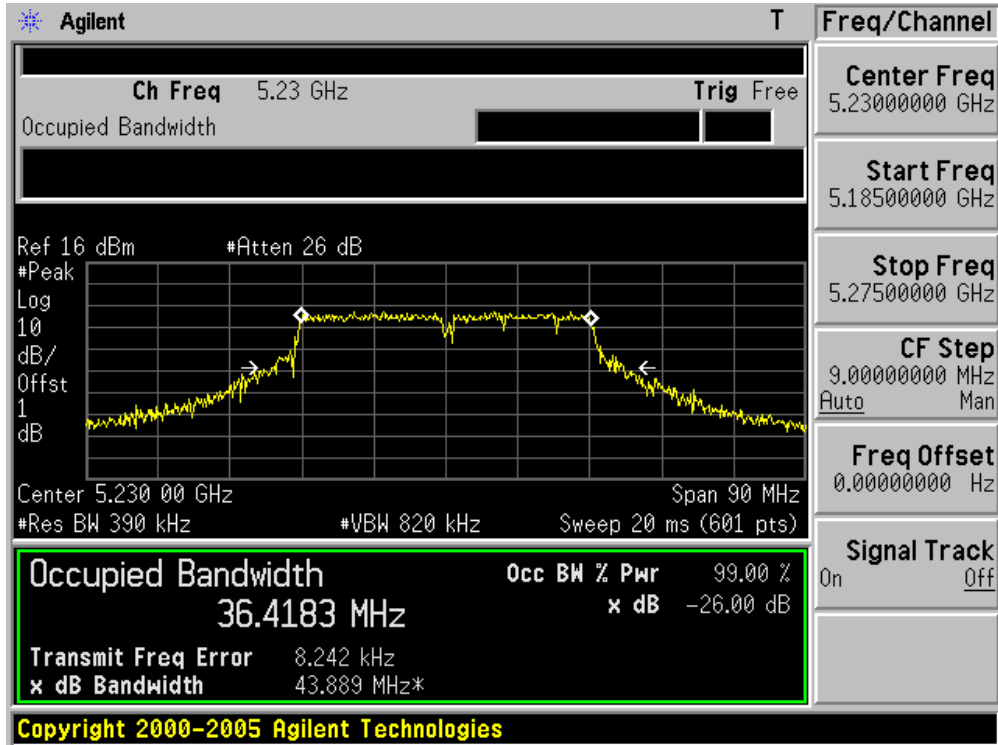 Agilent T
Ch Freq 5.23 GHz Trig Free
Occupied Bandwidth
Ref 16 dBm #Atten 26 dB
#Peak
Log
10
dB/
Offst
1
dB
Center 5.230 00 GHz Span 90 MHz
#Res BW 390 kHz #VBW 820 kHz Sweep 20 ms (601 pts)
Occupied Bandwidth Occ BW % Pwr 99.00 %
36.4183 MHz x dB -26.00 dB
Transmit Freq Error 8.242 kHz
x dB Bandwidth 43.889 MHz*
Copyright 2000-2005 Agilent Technologies
Freq/Channel
Center Freq
5.23000000 GHz
Start Freq
5.18500000 GHz
Stop Freq
5.27500000 GHz
CF Step
9.00000000 MHz
Auto Man
Freq Offset
0.00000000 Hz
Signal Track
On Off